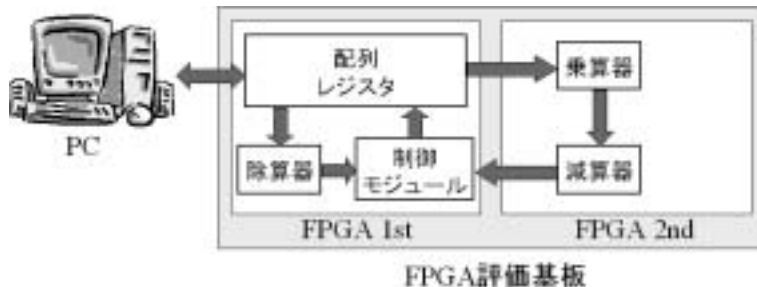 配列
レジスタ
乗算器
PC
除算器
制御
モジュール
減算器
FPGA 1st
FPGA 2nd
FPGA評価基板